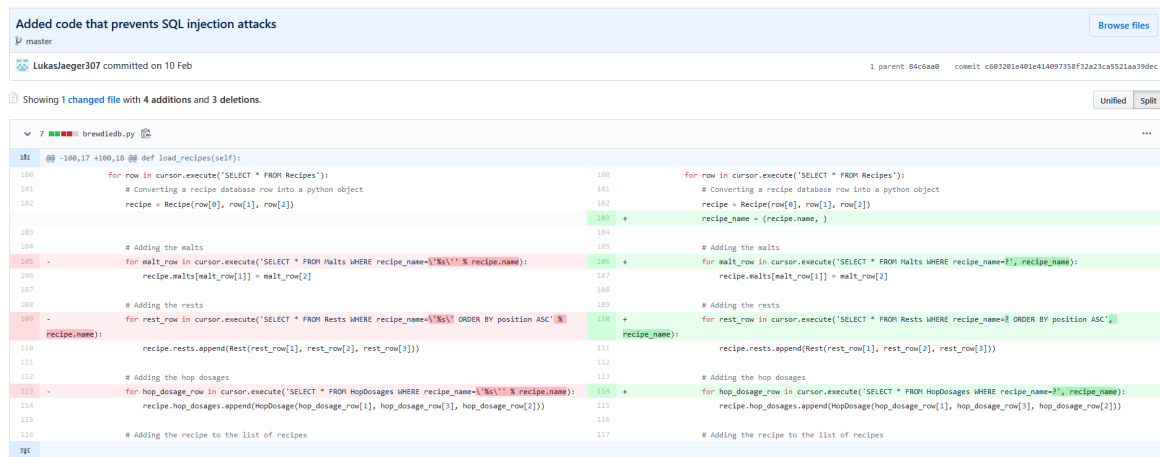 Added code that prevents SQL injection attacks
Browse files
master
LukasJaeger307 committed on 10 Feb
1 parent 84c6aa0 commit c603201e401e414097358f32a23ca5521aa39dec
Showing 1 changed file with 4 additions and 3 deletions.
Unified Split
7 brewdiedb.py
@@ -100,17 +100,18 @@ def load_recipes(self):
100 for row in cursor.execute('SELECT * FROM Recipes'):
101 # Converting a recipe database row into a python object
102 recipe = Recipe(row[0], row[1], row[2])
103
104 # Adding the malts
105 - for malt_row in cursor.execute('SELECT * FROM Malts WHERE recipe_name=\'%s\'' % recipe.name):
106 recipe.malts[malt_row[1]] = malt_row[2]
107
108 # Adding the rests
109 - for rest_row in cursor.execute('SELECT * FROM Rests WHERE recipe_name=\'%s\' ORDER BY position ASC' %
recipe.name):
110 recipe.rests.append(Rest(rest_row[1], rest_row[2], rest_row[3]))
111
112 # Adding the hop dosages
113 - for hop_dosage_row in cursor.execute('SELECT * FROM HopDosages WHERE recipe_name=\'%s\'' % recipe.name):
114 recipe.hop_dosages.append(HopDosage(hop_dosage_row[1], hop_dosage_row[3], hop_dosage_row[2]))
115
116 # Adding the recipe to the list of recipes
100 for row in cursor.execute('SELECT * FROM Recipes'):
101 # Converting a recipe database row into a python object
102 recipe = Recipe(row[0], row[1], row[2])
103 + recipe_name = (recipe.name, )
104
105 # Adding the malts
106 + for malt_row in cursor.execute('SELECT * FROM Malts WHERE recipe_name=?', recipe_name):
107 recipe.malts[malt_row[1]] = malt_row[2]
108
109 # Adding the rests
110 + for rest_row in cursor.execute('SELECT * FROM Rests WHERE recipe_name=? ORDER BY position ASC',
recipe_name):
111 recipe.rests.append(Rest(rest_row[1], rest_row[2], rest_row[3]))
112
113 # Adding the hop dosages
114 + for hop_dosage_row in cursor.execute('SELECT * FROM HopDosages WHERE recipe_name=?', recipe_name):
115 recipe.hop_dosages.append(HopDosage(hop_dosage_row[1], hop_dosage_row[3], hop_dosage_row[2]))
116
117 # Adding the recipe to the list of recipes